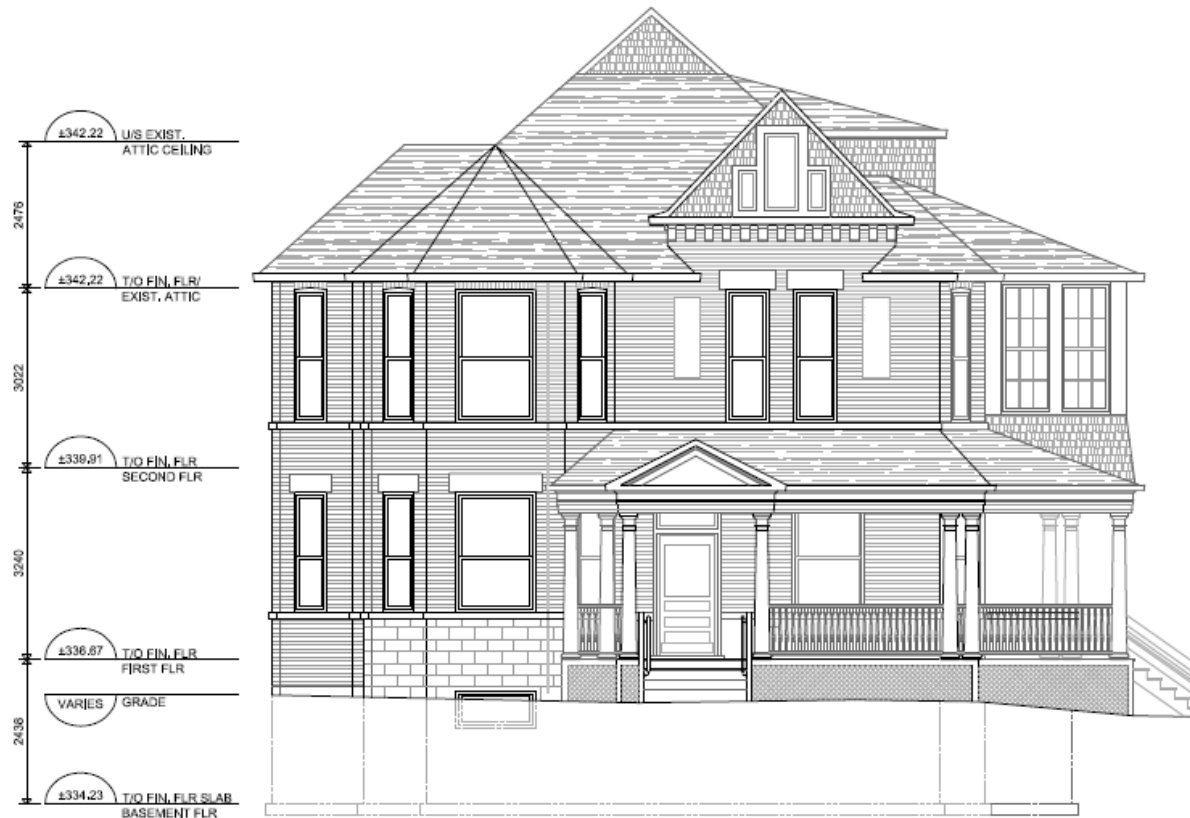 ±342.22 U/S EXIST.
ATTIC CEILING
2476
±342.22 T/O FIN. FLR/
EXIST. ATTIC
3022
±339.91 T/O FIN. FLR
SECOND FLR
3240
±336.67 T/O FIN. FLR
FIRST FLR
VARIES GRADE
2438
±334.23 T/O FIN. FLR SLAB
BASEMENT FLR